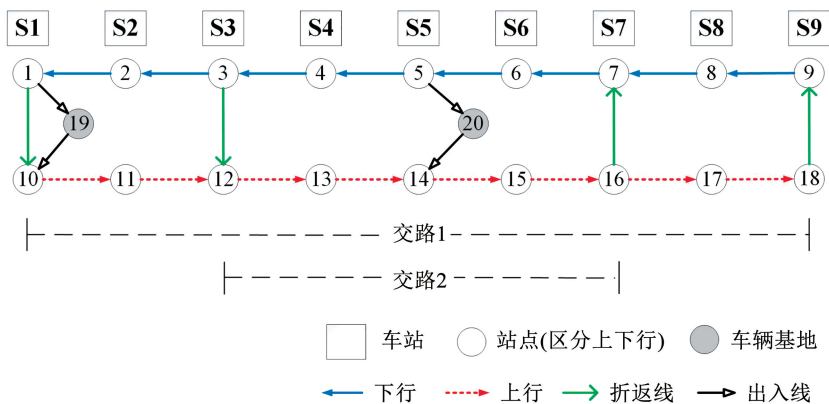 S1 S2 S3 S4 S5 S6 S7 S8 S9
1 2 3 4 5 6 7 8 9
19 20
10 11 12 13 14 15 16 17 18
交路1
交路2
车站 站点(区分上下行) 车辆基地
下行 上行 折返线 出入线